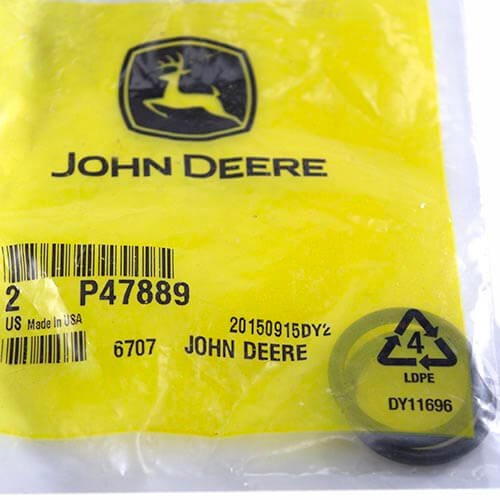 JOHN DEERE
2 P47889
US Made In USA
20150915DY2
6707 JOHN DEERE
4
LDPE
DY11696